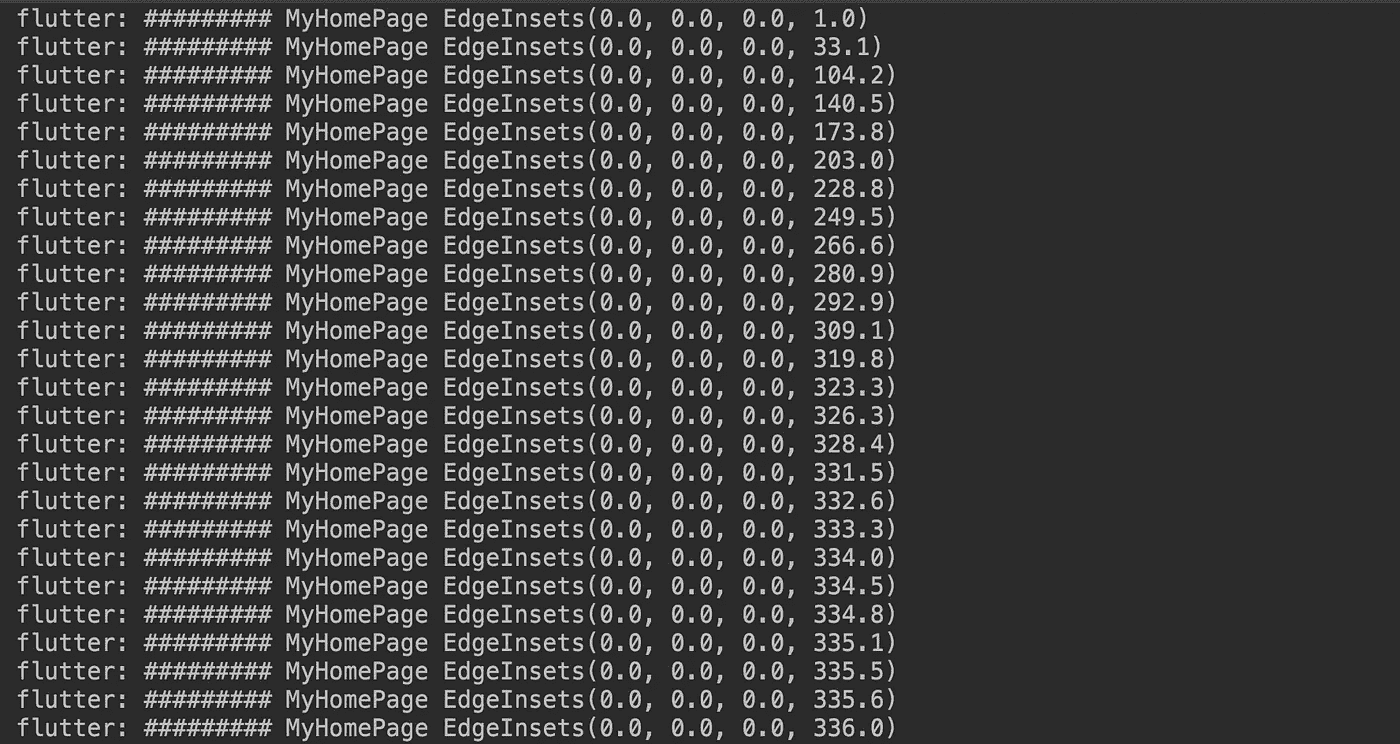 flutter: ######### MyHomePage EdgeInsets(0.0, 0.0, 0.0, 1.0)
flutter: ######### MyHomePage EdgeInsets(0.0, 0.0, 0.0, 33.1)
flutter: ######### MyHomePage EdgeInsets(0.0, 0.0, 0.0, 104.2)
flutter: ######### MyHomePage EdgeInsets(0.0, 0.0, 0.0, 140.5)
flutter: ######### MyHomePage EdgeInsets(0.0, 0.0, 0.0, 173.8)
flutter: ######### MyHomePage EdgeInsets(0.0, 0.0, 0.0, 203.0)
flutter: ######### MyHomePage EdgeInsets(0.0, 0.0, 0.0, 228.8)
flutter: ######### MyHomePage EdgeInsets(0.0, 0.0, 0.0, 249.5)
flutter: ######### MyHomePage EdgeInsets(0.0, 0.0, 0.0, 266.6)
flutter: ######### MyHomePage EdgeInsets(0.0, 0.0, 0.0, 280.9)
flutter: ######### MyHomePage EdgeInsets(0.0, 0.0, 0.0, 292.9)
flutter: ######### MyHomePage EdgeInsets(0.0, 0.0, 0.0, 309.1)
flutter: ######### MyHomePage EdgeInsets(0.0, 0.0, 0.0, 319.8)
flutter: ######### MyHomePage EdgeInsets(0.0, 0.0, 0.0, 323.3)
flutter: ######### MyHomePage EdgeInsets(0.0, 0.0, 0.0, 326.3)
flutter: ######### MyHomePage EdgeInsets(0.0, 0.0, 0.0, 328.4)
flutter: ######### MyHomePage EdgeInsets(0.0, 0.0, 0.0, 331.5)
flutter: ######### MyHomePage EdgeInsets(0.0, 0.0, 0.0, 332.6)
flutter: ######### MyHomePage EdgeInsets(0.0, 0.0, 0.0, 333.3)
flutter: ######### MyHomePage EdgeInsets(0.0, 0.0, 0.0, 334.0)
flutter: ######### MyHomePage EdgeInsets(0.0, 0.0, 0.0, 334.5)
flutter: ######### MyHomePage EdgeInsets(0.0, 0.0, 0.0, 334.8)
flutter: ######### MyHomePage EdgeInsets(0.0, 0.0, 0.0, 335.1)
flutter: ######### MyHomePage EdgeInsets(0.0, 0.0, 0.0, 335.5)
flutter: ######### MyHomePage EdgeInsets(0.0, 0.0, 0.0, 335.6)
flutter: ######### MyHomePage EdgeInsets(0.0, 0.0, 0.0, 336.0)